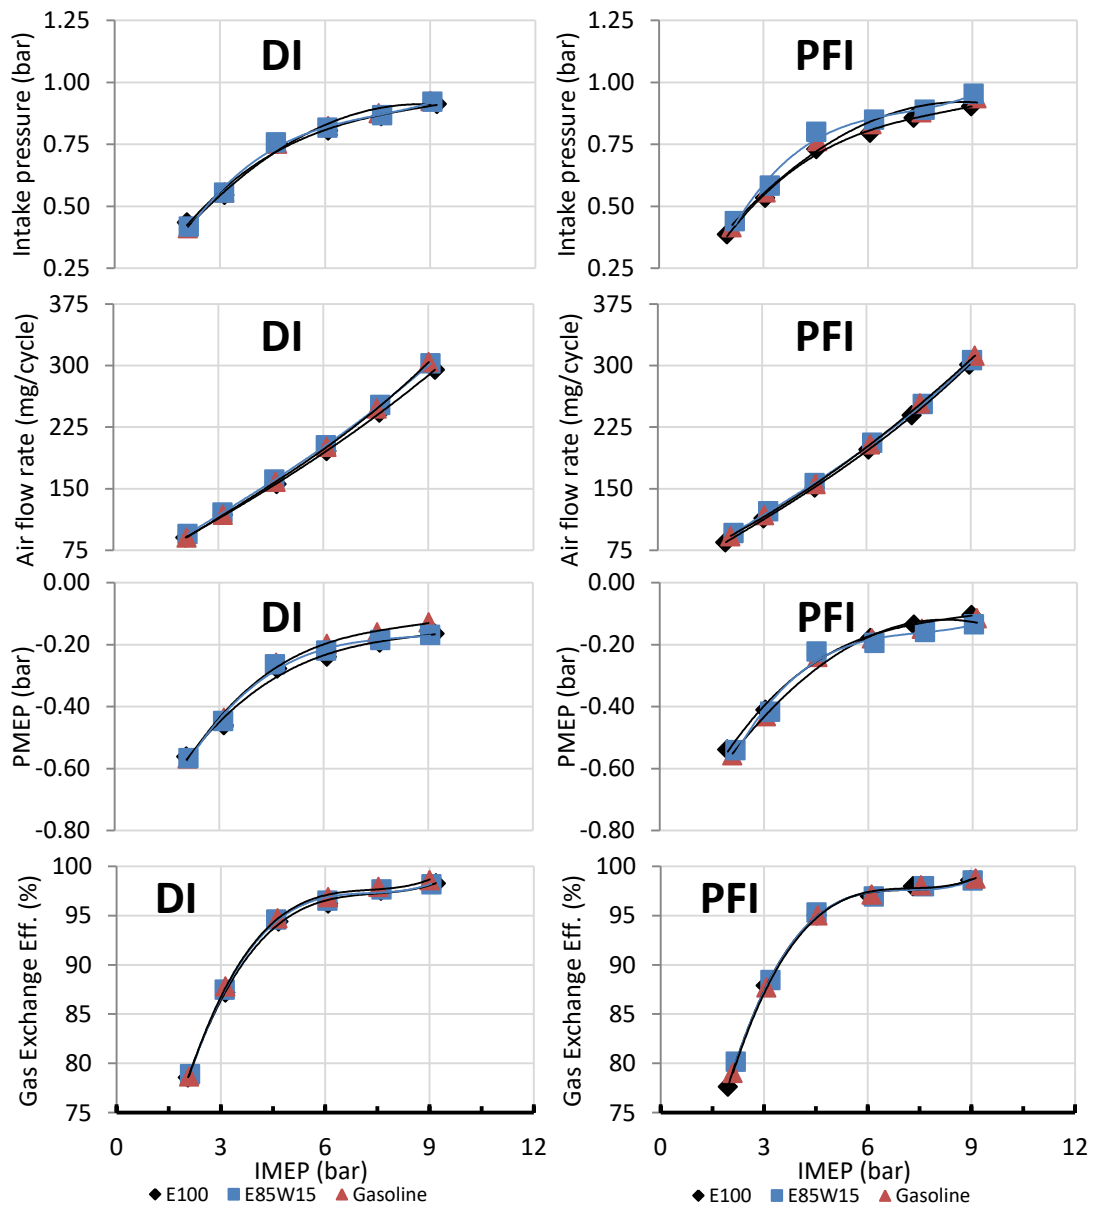 1.25
1.00
0.75
0.50
0.25
Intake pressure (bar)
DI
1.25
1.00
0.75
0.50
0.25
Intake pressure (bar)
PFI
375
300
225
150
75
Air flow rate (mg/cycle)
DI
375
300
225
150
75
Air flow rate (mg/cycle)
PFI
0.00
-0.20
-0.40
-0.60
-0.80
PMEP (bar)
DI
0.00
-0.20
-0.40
-0.60
-0.80
PMEP (bar)
PFI
100
95
90
85
80
75
Gas Exchange Eff. (%)
DI
0 3 6 9 12
IMEP (bar)
E100 E85W15 Gasoline
100
95
90
85
80
75
Gas Exchange Eff. (%)
PFI
0 3 6 9 12
IMEP (bar)
E100 E85W15 Gasoline